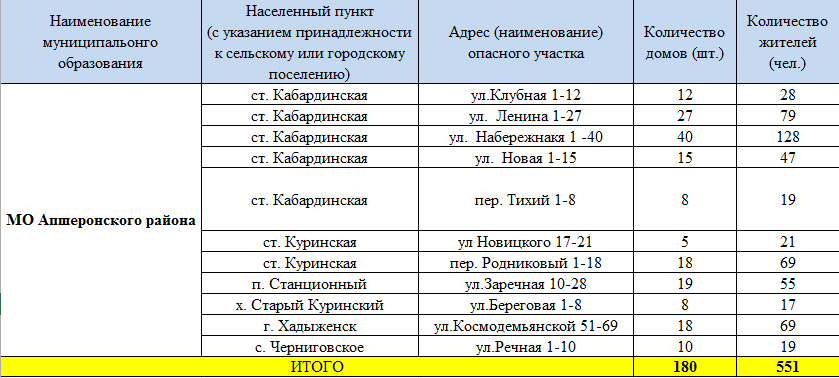 Наименование муниципальонго образования
Населенный пункт (с указанием принадлежности к сельскому или городскому поселению)
Адрес (наименование) опасного участка
Количество домов (шт.)
Количество жителей (чел.)
МО Апшеронского района
ст. Кабардинская ул.Клубная 1-12 12 28
ст. Кабардинская ул. Ленина 1-27 27 79
ст. Кабардинская ул. Набережнакя 1 -40 40 128
ст. Кабардинская ул. Новая 1-15 15 47
ст. Кабардинская пер. Тихий 1-8 8 19
ст. Куринская ул Новицкого 17-21 5 21
ст. Куринская пер. Родниковый 1-18 18 69
п. Станционный ул.Заречная 10-28 19 55
х. Старый Куринский ул.Береговая 1-8 8 17
г. Хадыженск ул.Космодемьянской 51-69 18 69
с. Черниговское ул.Речная 1-10 10 19
ИТОГО 180 551